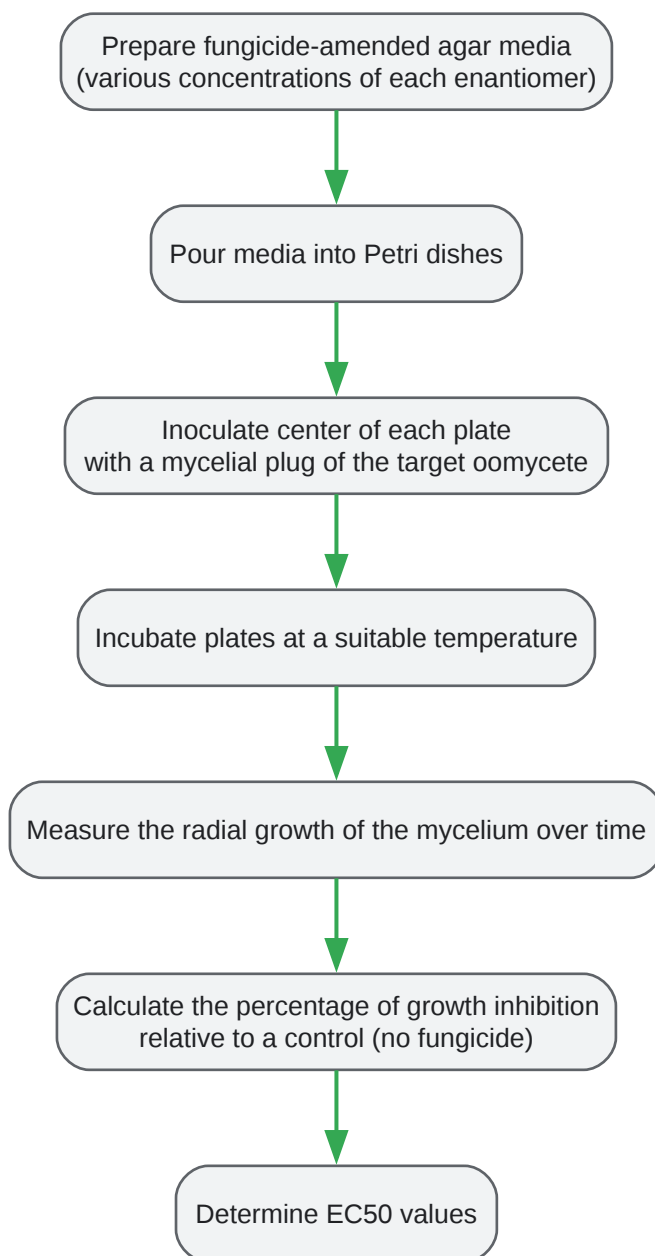 Prepare fungicide-amended agar media
(various concentrations of each enantiomer)
Pour media into Petri dishes
Inoculate center of each plate
with a mycelial plug of the target oomycete
Incubate plates at a suitable temperature
Measure the radial growth of the mycelium over time
Calculate the percentage of growth inhibition
relative to a control (no fungicide)
Determine EC50 values